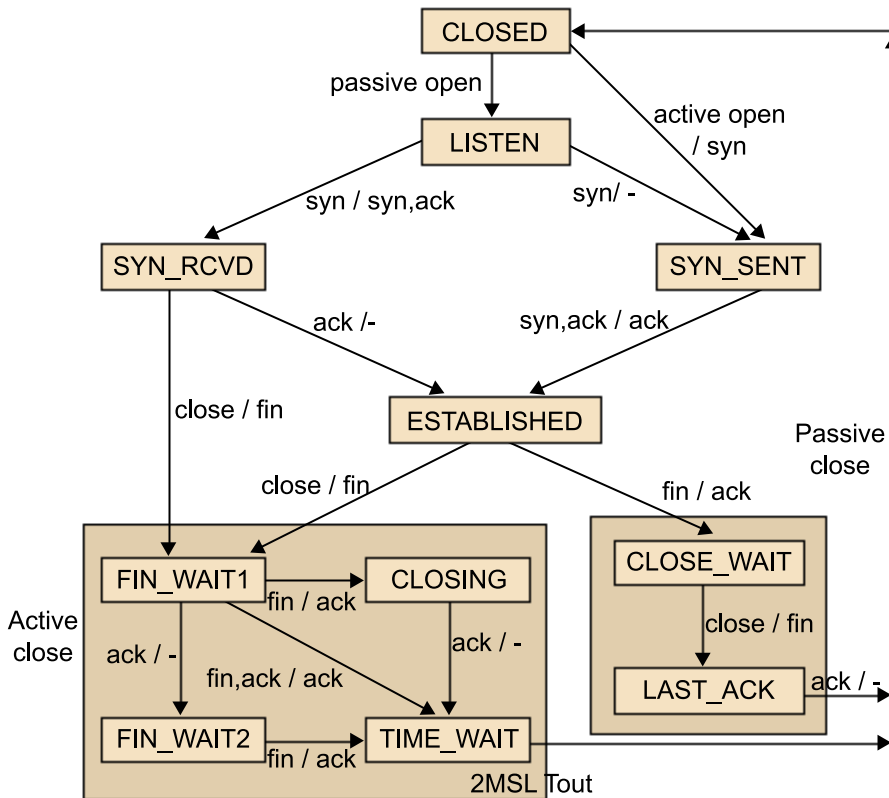 CLOSED
passive open
active open
/ syn
LISTEN
syn / syn,ack
syn/ -
SYN_RCVD
SYN_SENT
ack /-
syn,ack / ack
close / fin
ESTABLISHED
Passive
close
close / fin
fin / ack
FIN_WAIT1
CLOSING
CLOSE_WAIT
fin / ack
Active
close
ack / -
fin,ack / ack
ack / -
close / fin
LAST_ACK
ack / -
FIN_WAIT2
TIME_WAIT
fin / ack
2MSL Tout